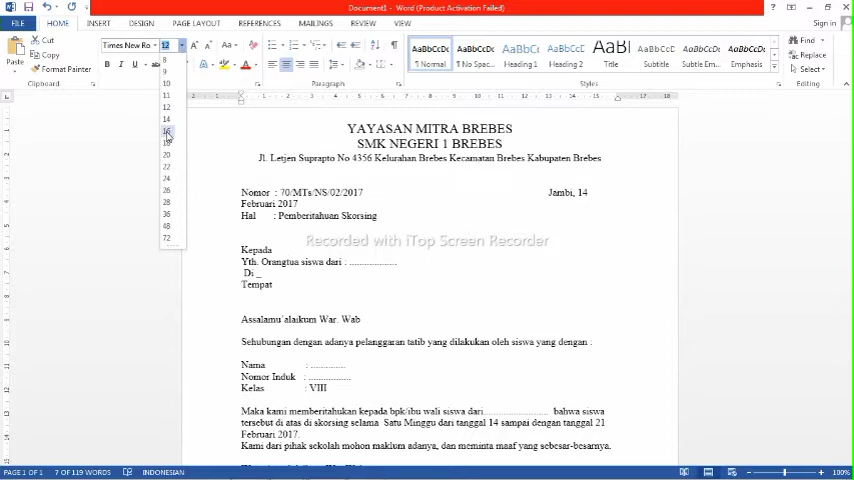 Document1 - Word (Product Activation Failed)
FILE HOME INSERT DESIGN PAGE LAYOUT REFERENCES MAILINGS REVIEW VIEW Sign in
Paste
Cut
Copy
Format Painter
Clipboard
Times New Ro 12
Paragraph
AaBbCcDc AaBbCcDc AaBbCc AaBbCcC AaBl AaBbCcC AaBbCcDc AaBbCcDc
¶ Normal ¶ No Spac... Heading 1 Heading 2 Title Subtitle Subtle Em... Emphasis
Styles
Find
Replace
Select
Editing
8
9
10
11
12
14
16
18
20
22
24
26
28
36
48
72
YAYASAN MITRA BREBES
SMK NEGERI 1 BREBES
Jl. Letjen Suprapto No 4356 Kelurahan Brebes Kecamatan Brebes Kabupaten Brebes
Nomor : 70/MTs/NS/02/2017 Jambi, 14
Februari 2017
Hal : Pemberitahuan Skorsing
Recorded with iTop Screen Recorder
Kepada
Yth. Orangtua siswa dari : ....................
Di _
Tempat
Assalamu'alaikum War. Wab
Sehubungan dengan adanya pelanggaran tatib yang dilakukan oleh siswa yang dengan :
Nama : ...............
Nomor Induk : ..................
Kelas : VIII
Maka kami memberitahukan kepada bpk/ibu wali siswa dari........................... bahwa siswa
tersebut di atas di skorsing selama Satu Minggu dari tanggal 14 sampai dengan tanggal 21
Februari 2017.
Kami dari pihak sekolah mohon maklum adanya, dan meminta maaf yang sebesar-besarnya.
PAGE 1 OF 1 7 OF 119 WORDS INDONESIAN 100%